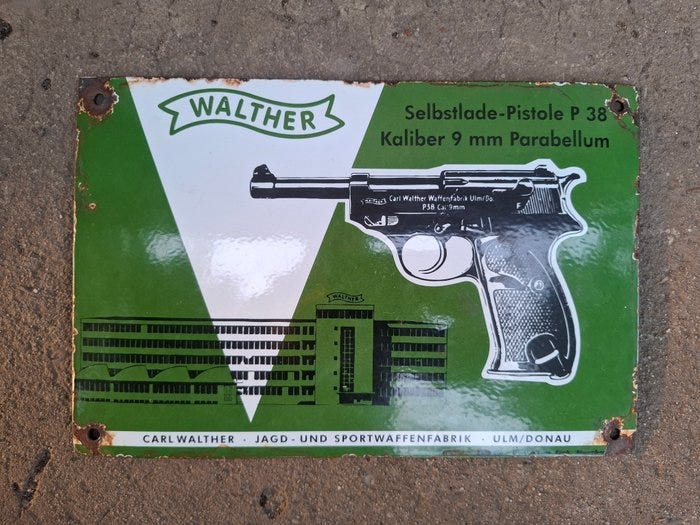 WALTHER
Selbstlade-Pistole P 38
Kaliber 9 mm Parabellum
Carl Walther Waffenfabrik Ulm/Do.
P38 Cal. 9mm
F
WALTHER
CARL WALTHER · JAGD- UND SPORTWAFFENFABRIK · ULM/DONAU